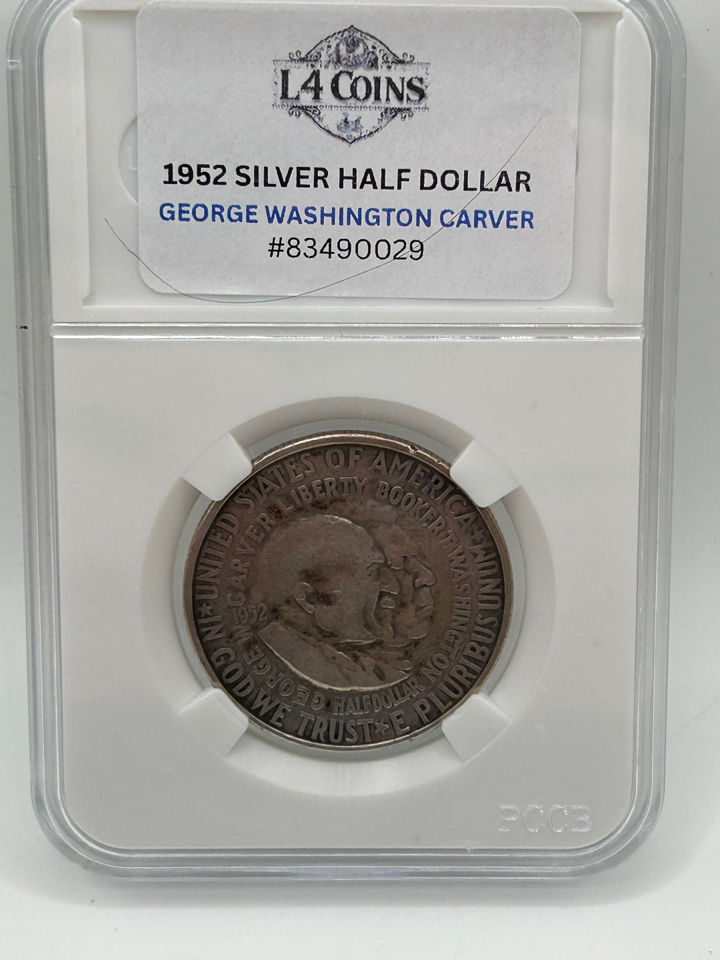 L4 COINS
1952 SILVER HALF DOLLAR
GEORGE WASHINGTON CARVER
#83490029
UNITED STATES OF AMERICA
★ E PLURIBUS UNUM ★
IN GOD WE TRUST
GEORGE W. CARVER · LIBERTY BOOKER T. WASHINGTON
1952
HALF DOLLAR
PCCB